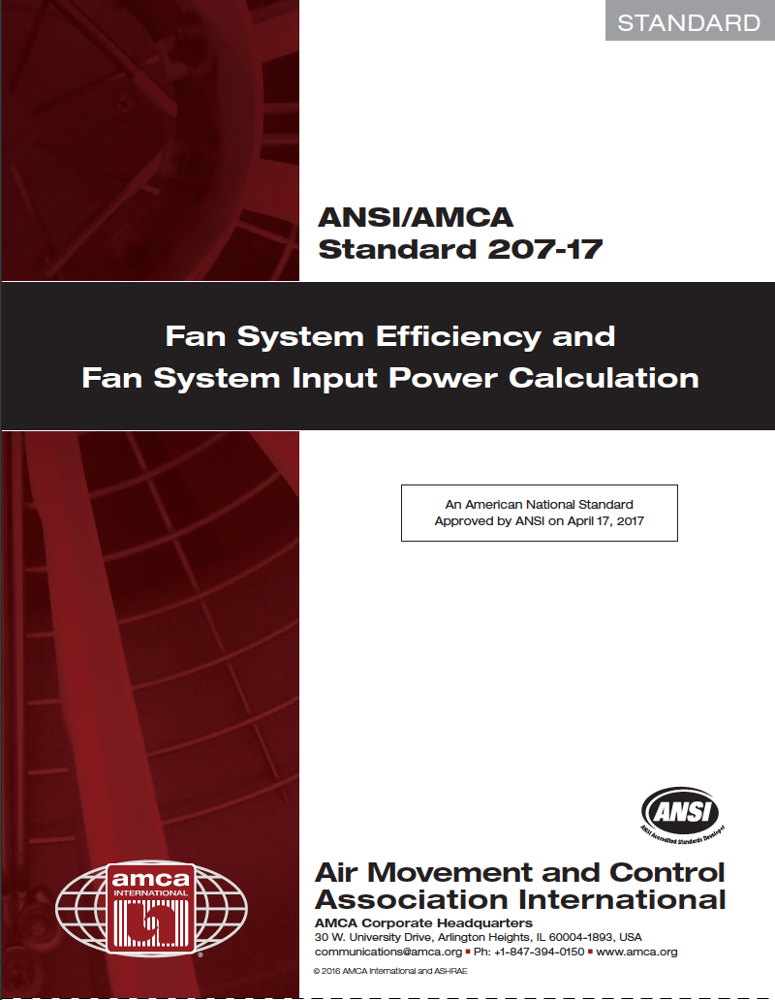 STANDARD
ANSI/AMCA
Standard 207-17
Fan System Efficiency and
Fan System Input Power Calculation
An American National Standard
Approved by ANSI on April 17, 2017
ANSI
ANSI Accredited Standards Developer
amca
INTERNATIONAL
®
Air Movement and Control
Association International
AMCA Corporate Headquarters
30 W. University Drive, Arlington Heights, IL 60004-1893, USA
communications@amca.org ■ Ph: +1-847-394-0150 ■ www.amca.org
© 2016 AMCA International and ASHRAE